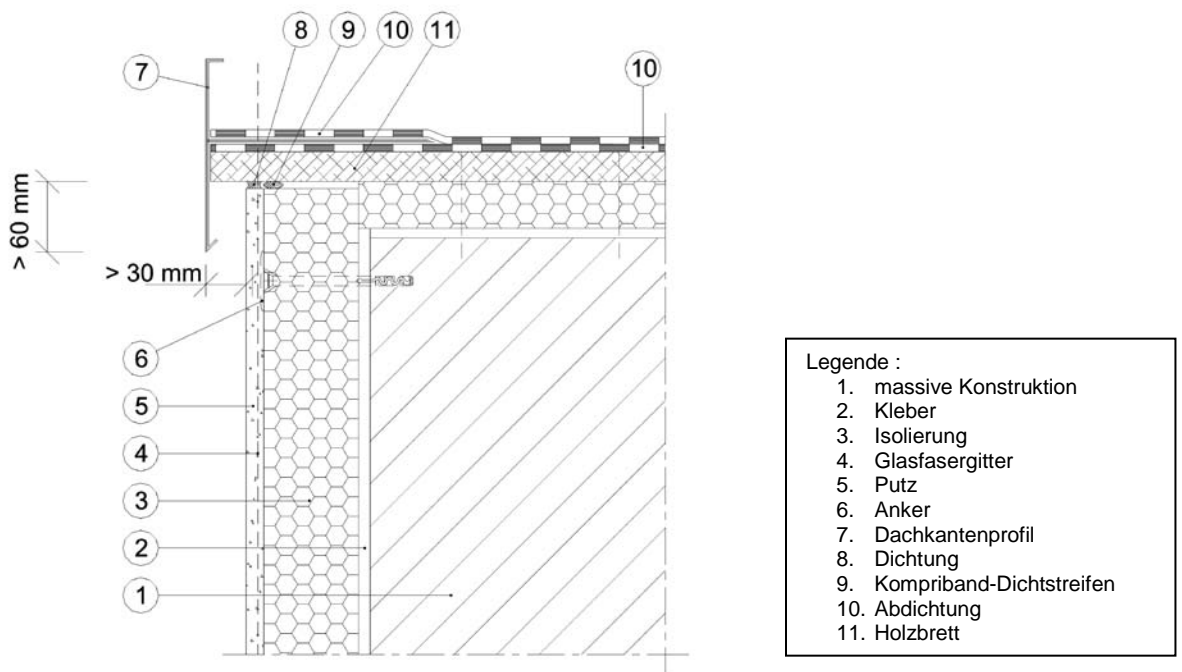 8 9 10 11
7
10
> 60 mm
> 30 mm
6
5
4
3
2
1
Legende :
1. massive Konstruktion
2. Kleber
3. Isolierung
4. Glasfasergitter
5. Putz
6. Anker
7. Dachkantenprofil
8. Dichtung
9. Kompriband-Dichtstreifen
10. Abdichtung
11. Holzbrett